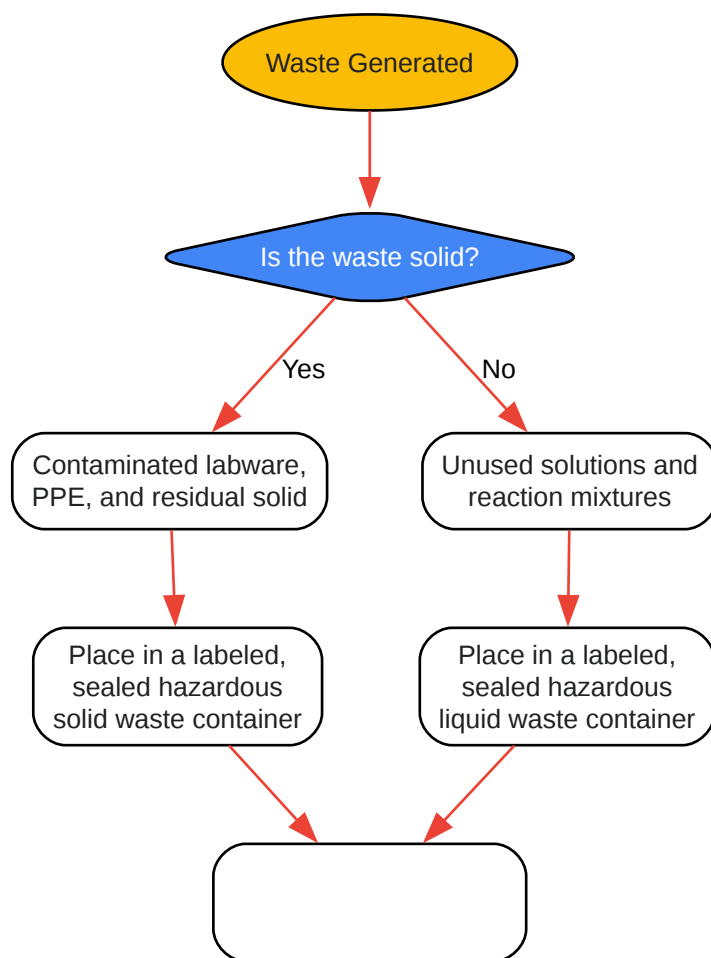 Waste Generated
Is the waste solid?
Yes
No
Contaminated labware,
PPE, and residual solid
Unused solutions and
reaction mixtures
Place in a labeled,
sealed hazardous
solid waste container
Place in a labeled,
sealed hazardous
liquid waste container